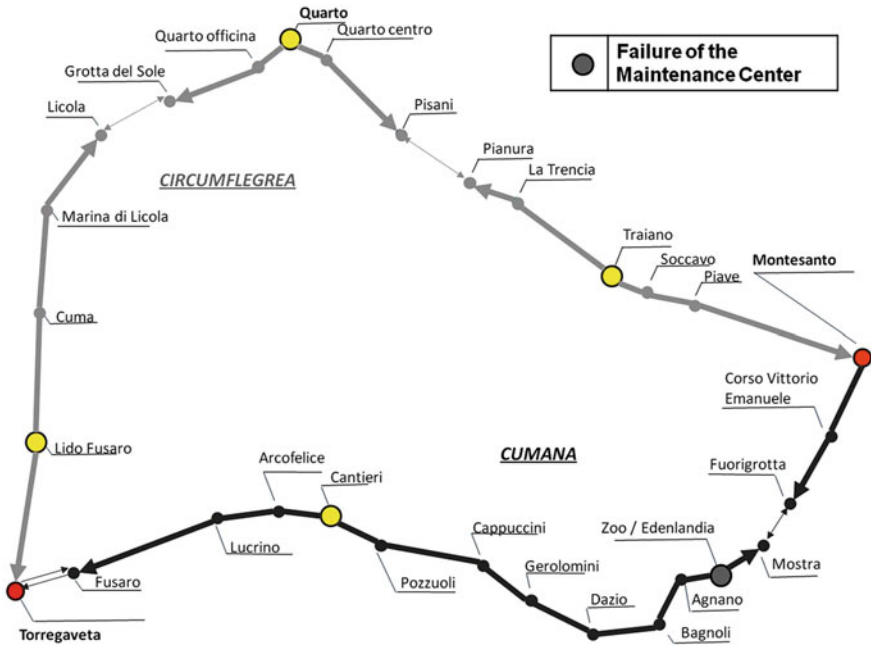 Quarto
Quarto officina
Quarto centro
Failure of the
Maintenance Center
Grotta del Sole
Licola
Pisani
Pianura
La Trencia
CIRCUMFLEGREA
Marina di Licola
Traiano
Soccavo
Montesanto
Piave
Cuma
Corso Vittorio
Emanuele
Lido Fusaro
Arcofelice
CUMANA
Cantieri
Fuorigrotta
Zoo / Edenlandia
Cappuccini
Lucrino
Mostra
Fusaro
Pozzuoli
Gerolomini
Dazio
Agnano
Torregaveta
Bagnoli